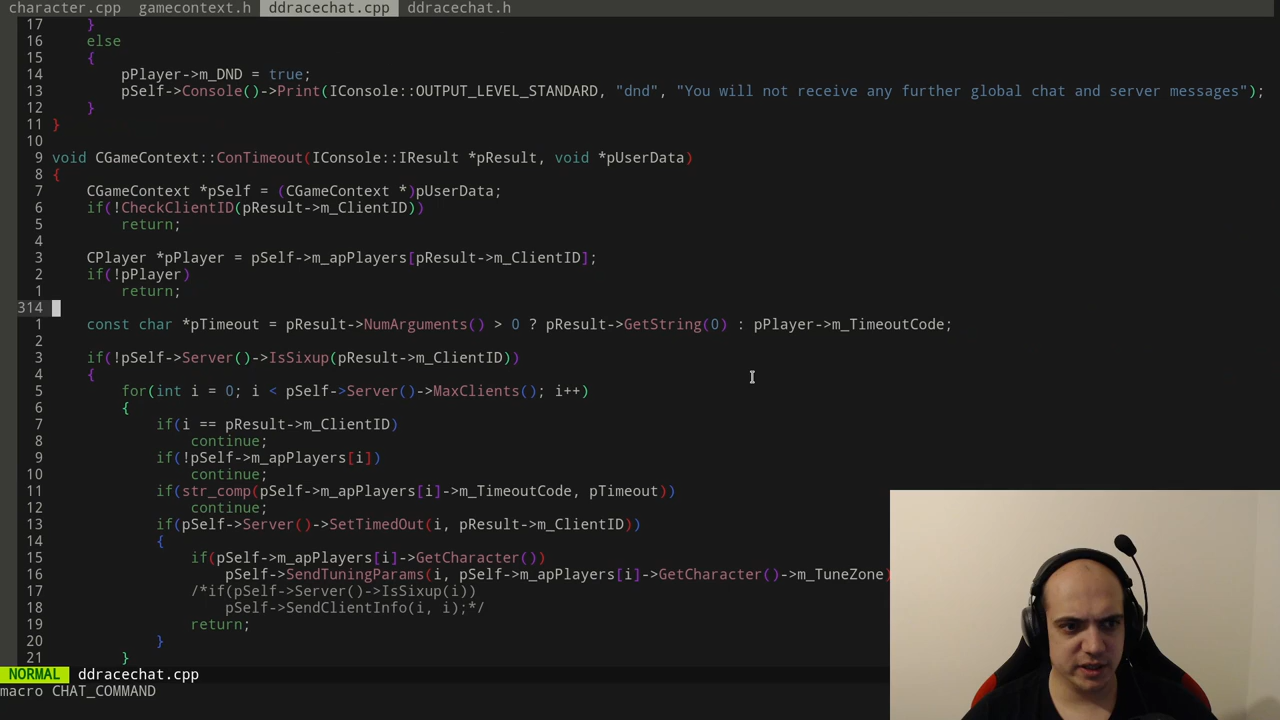 character.cpp gamecontext.h ddracechat.cpp ddracechat.h
17 }
16 else
15 {
14 pPlayer->m_DND = true;
13 pSelf->Console()->Print(IConsole::OUTPUT_LEVEL_STANDARD, "dnd", "You will not receive any further global chat and server messages");
12 }
11 }
10
9 void CGameContext::ConTimeout(IConsole::IResult *pResult, void *pUserData)
8 {
7 CGameContext *pSelf = (CGameContext *)pUserData;
6 if(!CheckClientID(pResult->m_ClientID))
5 return;
4
3 CPlayer *pPlayer = pSelf->m_apPlayers[pResult->m_ClientID];
2 if(!pPlayer)
1 return;
314
1 const char *pTimeout = pResult->NumArguments() > 0 ? pResult->GetString(0) : pPlayer->m_TimeoutCode;
2
3 if(!pSelf->Server()->IsSixup(pResult->m_ClientID))
4 {
5 for(int i = 0; i < pSelf->Server()->MaxClients(); i++)
6 {
7 if(i == pResult->m_ClientID)
8 continue;
9 if(!pSelf->m_apPlayers[i])
10 continue;
11 if(str_comp(pSelf->m_apPlayers[i]->m_TimeoutCode, pTimeout))
12 continue;
13 if(pSelf->Server()->SetTimedOut(i, pResult->m_ClientID))
14 {
15 if(pSelf->m_apPlayers[i]->GetCharacter())
16 pSelf->SendTuningParams(i, pSelf->m_apPlayers[i]->GetCharacter()->m_TuneZone)
17 /*if(pSelf->Server()->IsSixup(i))
18 pSelf->SendClientInfo(i, i);*/
19 return;
20 }
21 }
NORMAL ddracechat.cpp
macro CHAT_COMMAND